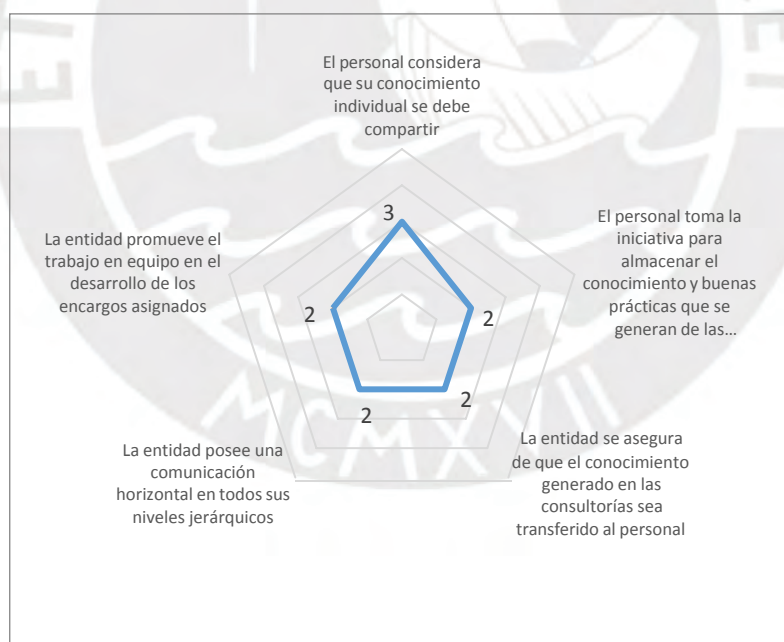 El personal considera
que su conocimiento
individual se debe
compartir
3
El personal toma la
iniciativa para
almacenar el
conocimiento y buenas
prácticas que se
generan de las…
2
La entidad se asegura
de que el conocimiento
generado en las
consultorías sea
transferido al personal
2
La entidad posee una
comunicación
horizontal en todos sus
niveles jerárquicos
2
La entidad promueve el
trabajo en equipo en el
desarrollo de los
encargos asignados
2
MCMXVII